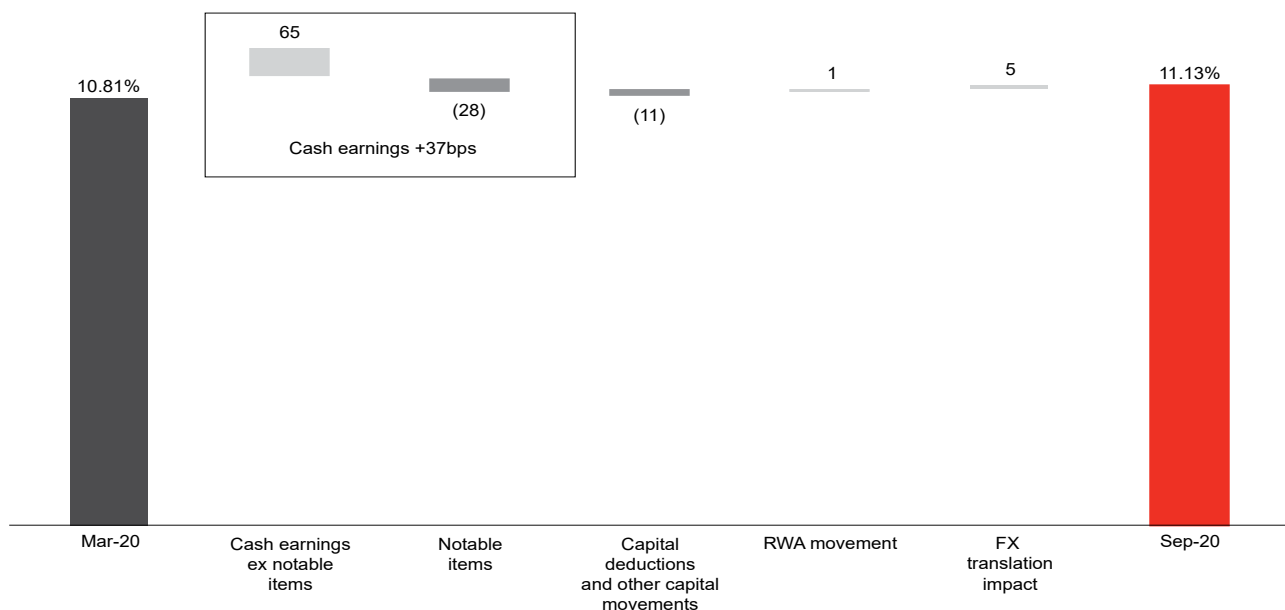 65
10.81%
(28)
Cash earnings +37bps
(11)
1
5
11.13%
Mar-20
Cash earnings
ex notable
items
Notable
items
Capital
deductions
and other capital
movements
RWA movement
FX
translation
impact
Sep-20